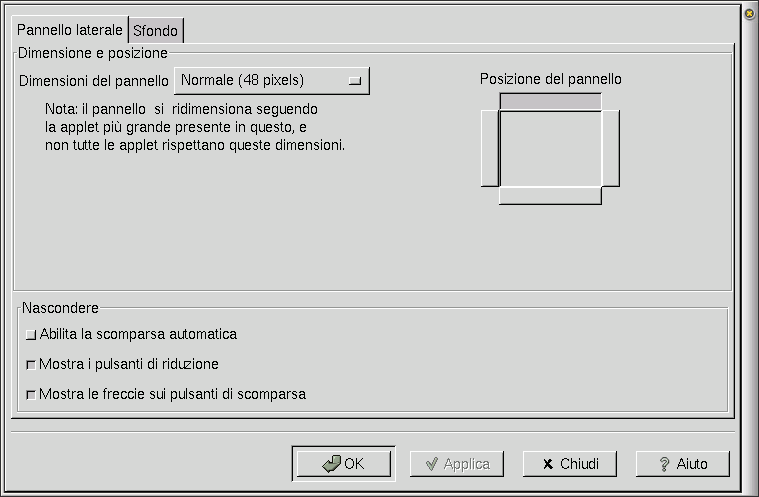 Pannello laterale
Sfondo
Dimensione e posizione
Dimensioni del pannello
Normale (48 pixels)
Posizione del pannello
Nota: il pannello si ridimensiona seguendo
la applet più grande presente in questo, e
non tutte le applet rispettano queste dimensioni.
Nascondere
Abilita la scomparsa automatica
Mostra i pulsanti di riduzione
Mostra le freccie sui pulsanti di scomparsa
OK
Applica
Chiudi
Aiuto